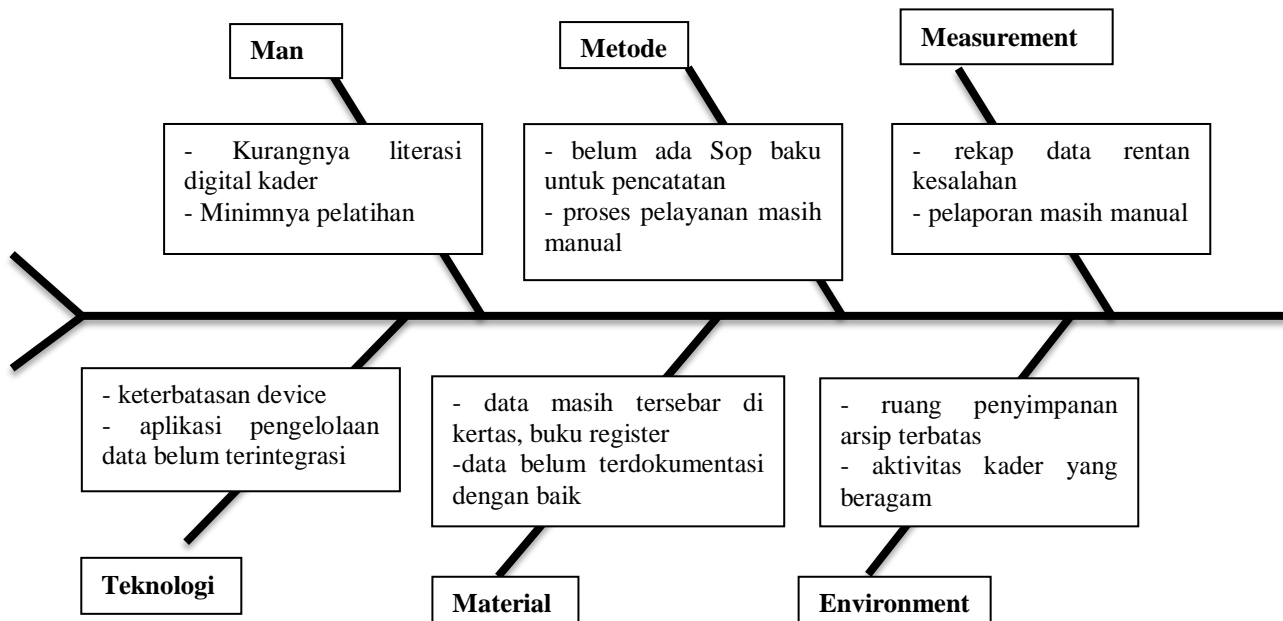 Man
Metode
Measurement
- Kurangnya literasi
digital kader
- Minimnya pelatihan
- belum ada Sop baku
untuk pencatatan
- proses pelayanan masih
manual
- rekap data rentan
kesalahan
- pelaporan masih manual
- keterbatasan device
- aplikasi pengelolaan
data belum terintegrasi
- data masih tersebar di
kertas, buku register
-data belum terdokumentasi
dengan baik
- ruang penyimpanan
arsip terbatas
- aktivitas kader yang
beragam
Teknologi
Material
Environment